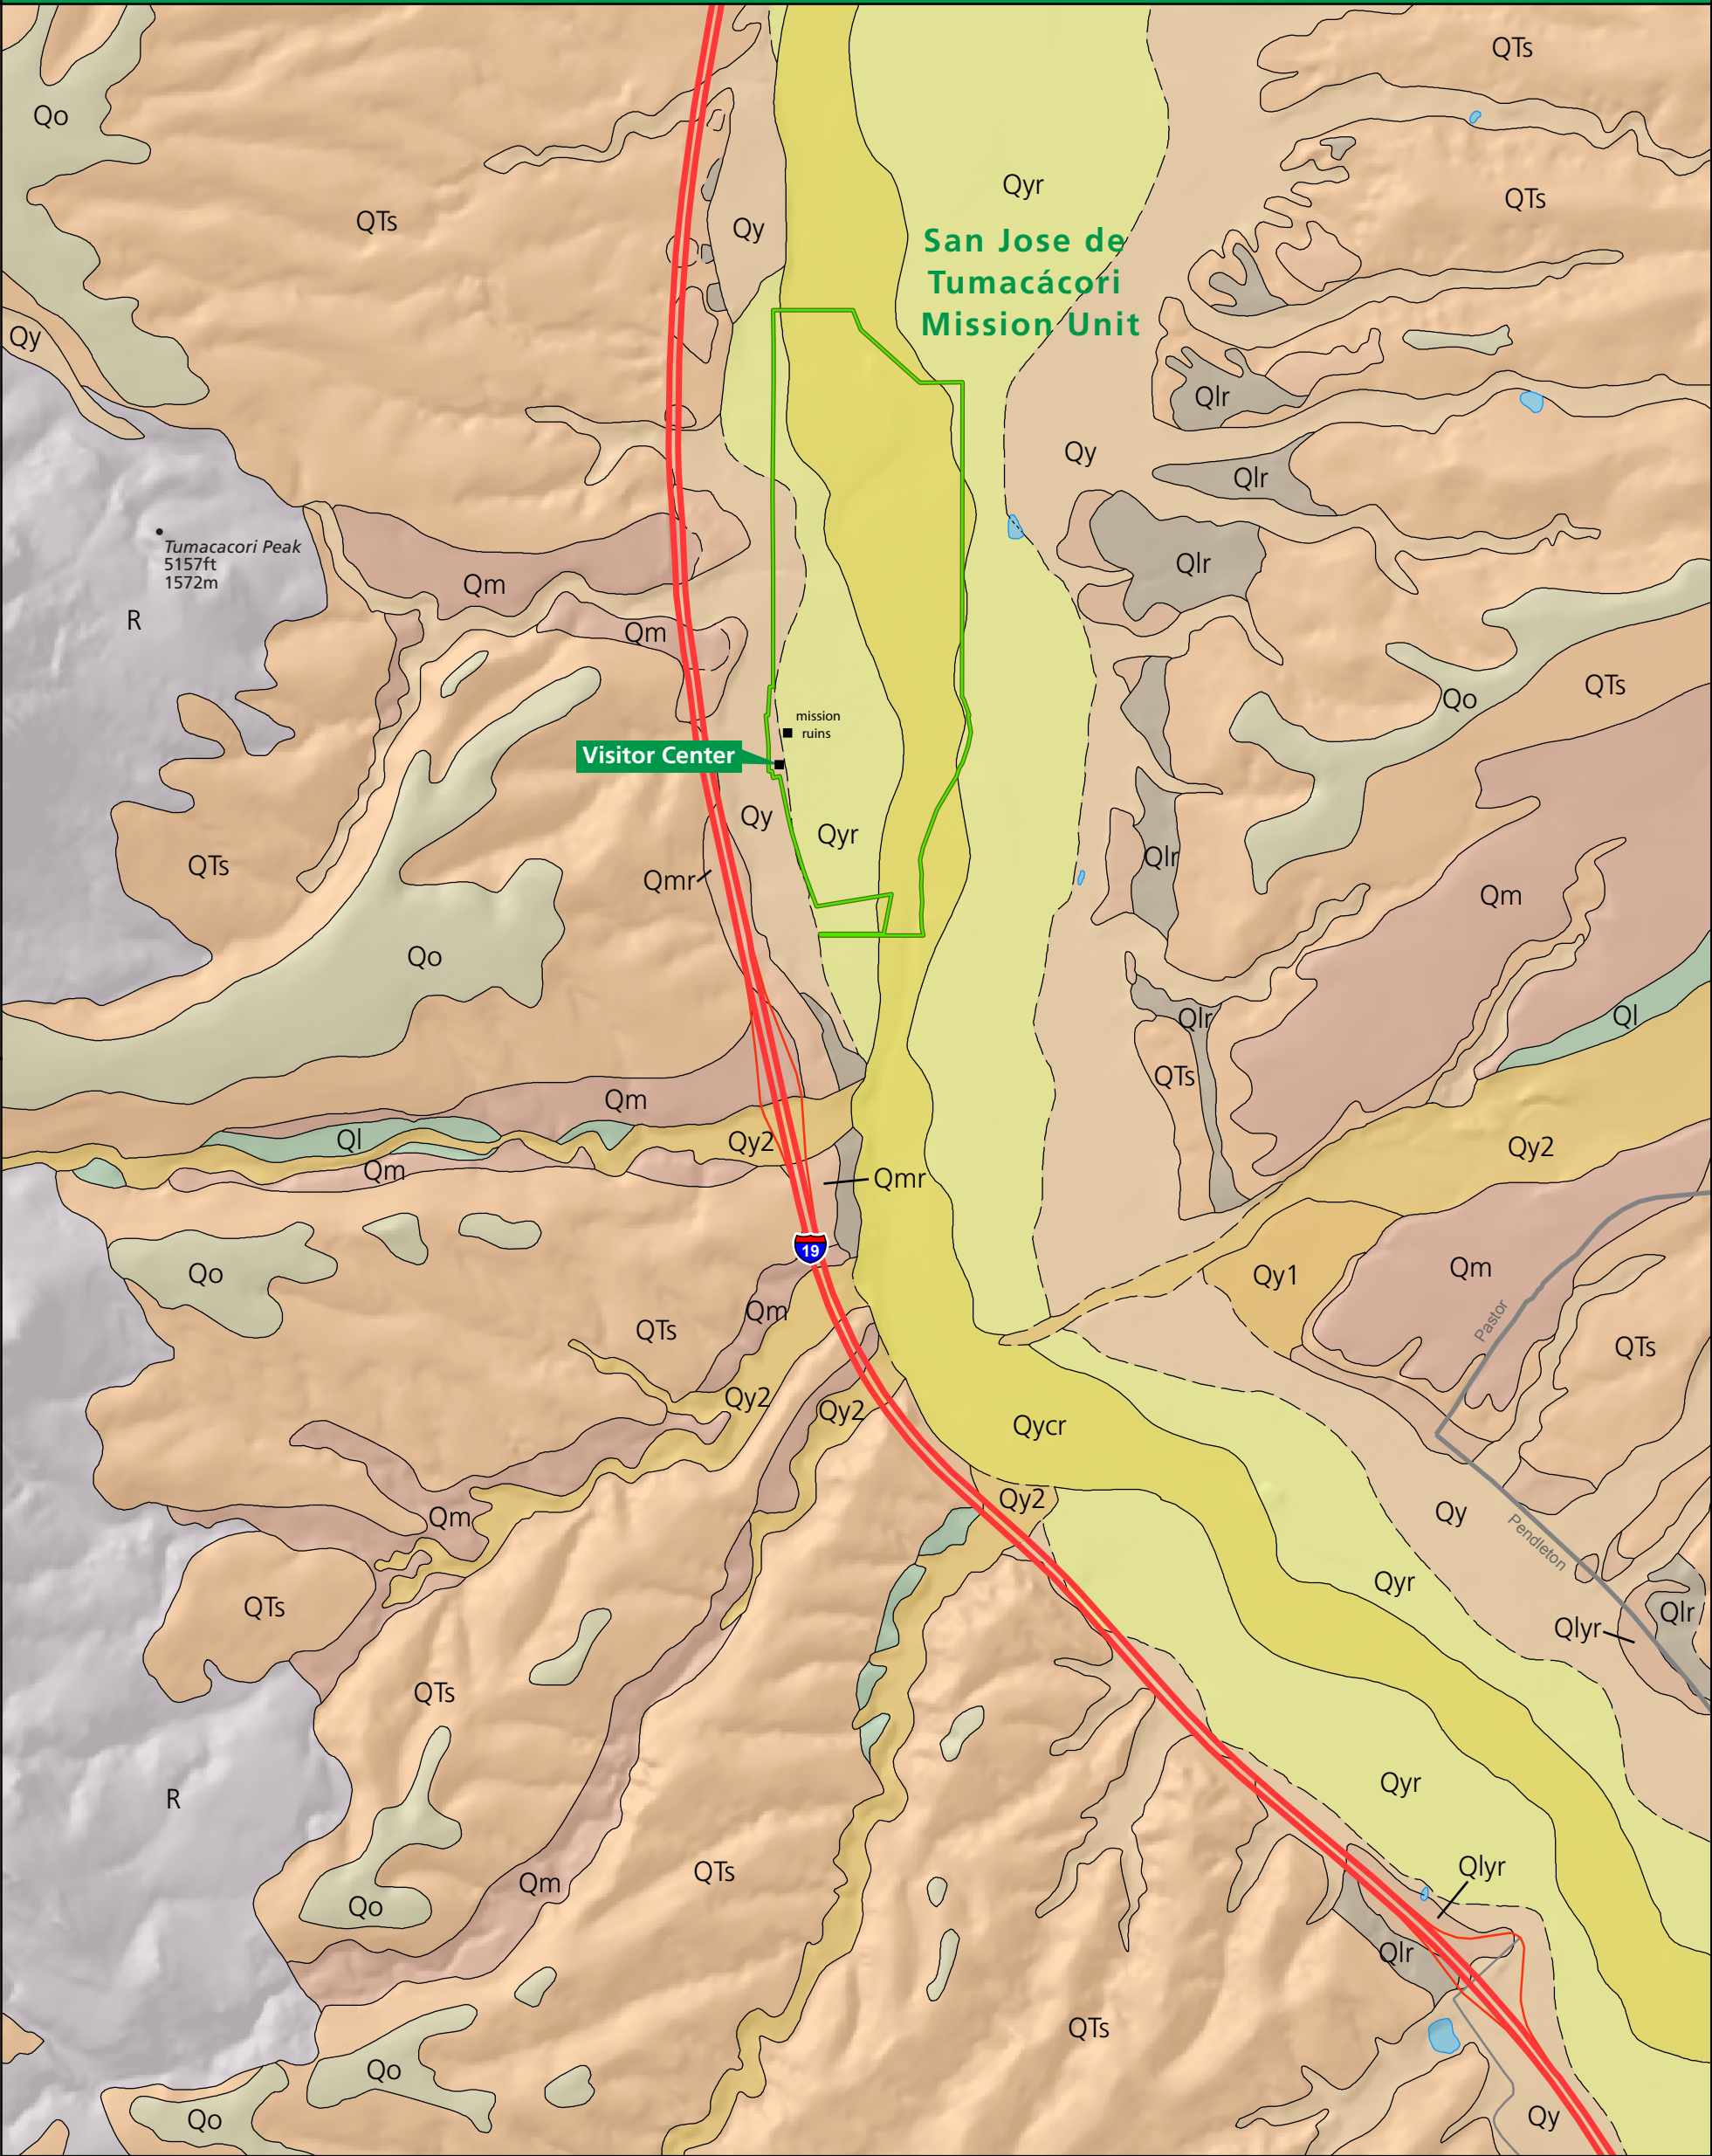 QTs
Qo
Qyr
QTs
QTs
Qy
San Jose de
Tumacácori
Mission Unit
Qy
Qlr
Qy
Qlr
Tumacacori Peak
5157ft
1572m
Qlr
Qm
R
Qm
QTs
Qo
mission
ruins
Visitor Center
Qy
Qyr
Qlr
QTs
Qmr
Qm
Qo
Ql
Qlr
QTs
Qm
Ql
Qy2
Qy2
Qm
Qmr
19
Qo
Qy1
Qm
Qm
Pastor
QTs
QTs
Qy2
Qy2
Qycr
Qy2
Qy
Qm
Pendleton
Qyr
QTs
Qlr
Qlyr
QTs
Qyr
R
Qlyr
QTs
Qm
Qo
Qlr
QTs
Qo
Qy
Qo